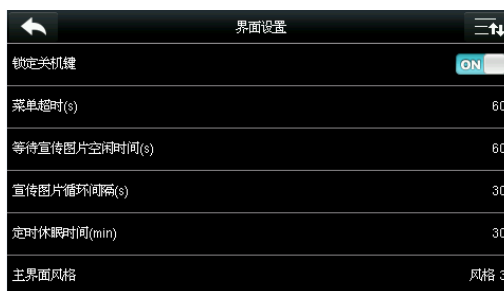 界面设置
锁定关机键 ON
菜单超时(s) 60
等待宣传图片空闲时间(s) 60
宣传图片循环间隔(s) 30
定时休眠时间(min) 30
主界面风格 风格 3